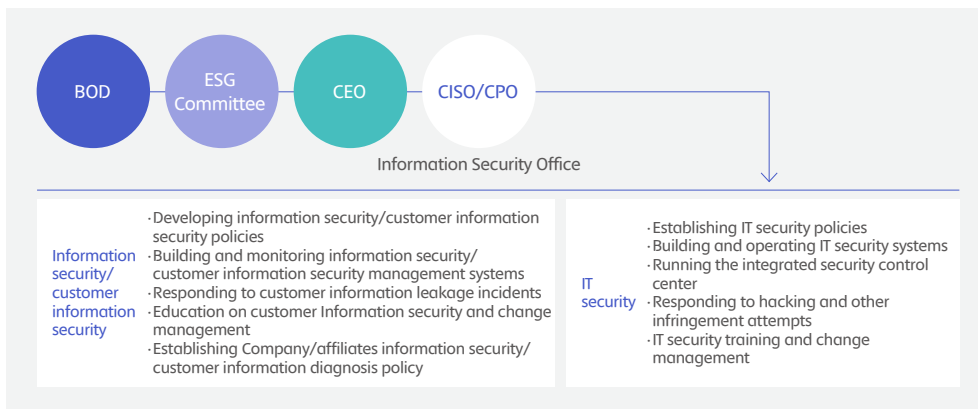 BOD
ESG
Committee
CEO
CISO/CPO
Information Security Office
Information
security/
customer
information
security
·Developing information security/customer information
security policies
·Building and monitoring information security/
customer information security management systems
·Responding to customer information leakage incidents
·Education on customer Information security and change
management
·Establishing Company/affiliates information security/
customer information diagnosis policy
IT
security
·Establishing IT security policies
·Building and operating IT security systems
·Running the integrated security control
center
·Responding to hacking and other
infringement attempts
·IT security training and change
management